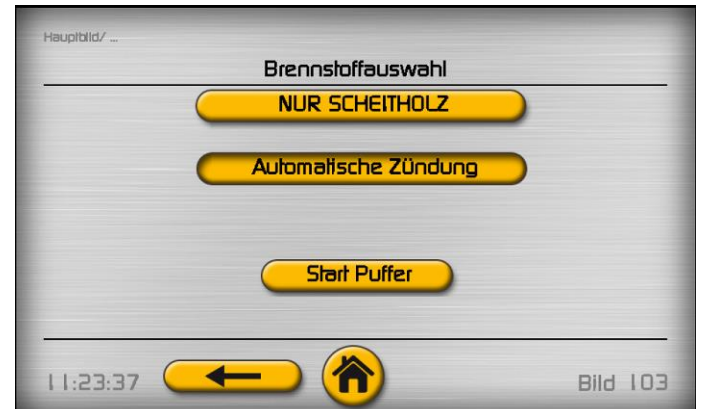 Hauptbild/ ...
Brennstoffauswahl
NUR SCHEITHOLZ
Automatische Zündung
Start Puffer
11:23:37
Bild 103